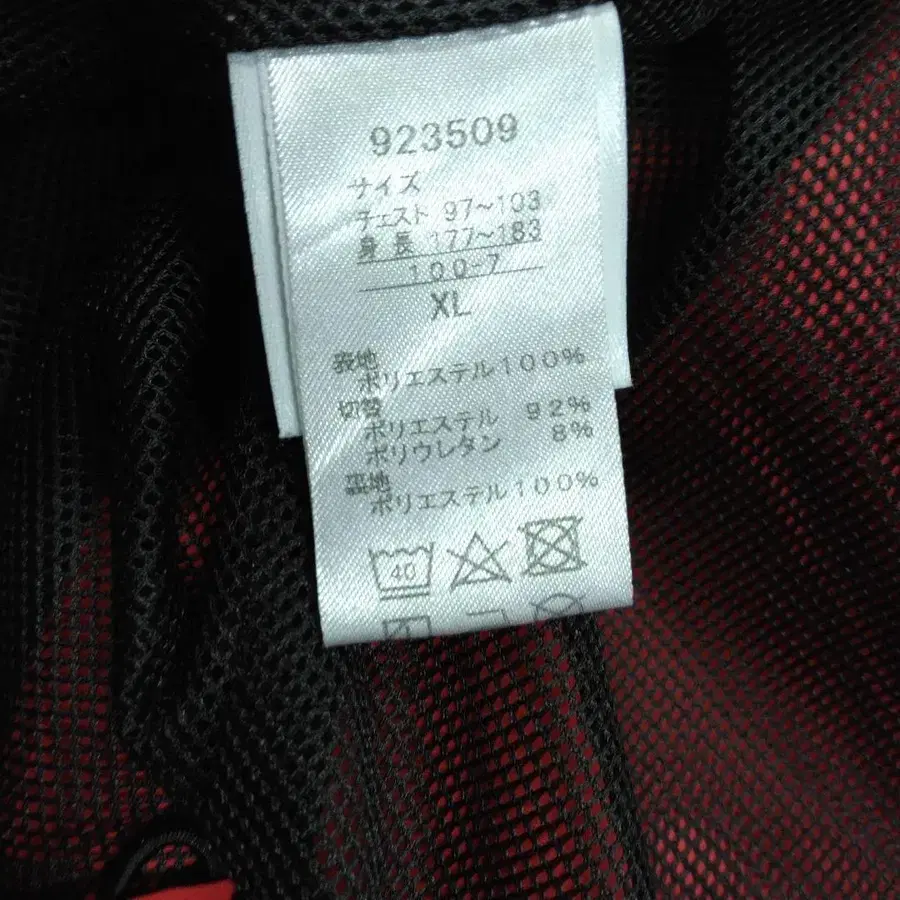 923509
サイズ
チェスト 97〜103
身長 177〜183
100-7
XL
表地
ポリエステル100%
切替
ポリエステル 92%
ポリウレタン 8%
裏地
ポリエステル100%
40